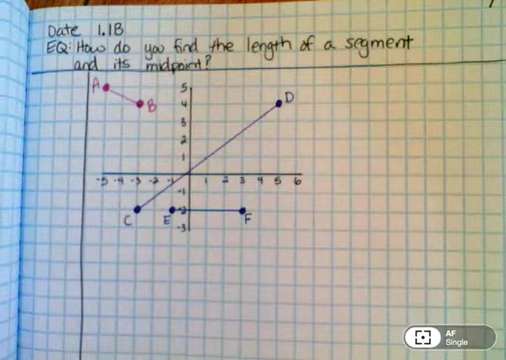 Date 1.1B
EQ: How do you find the length of a segment
and its midpoint?
A
B
5
4
3
2
1
D
-5 -4 -3 -2 -1 1 2 3 4 5 6
-1
-2
-3
C
E
F
AF
Single